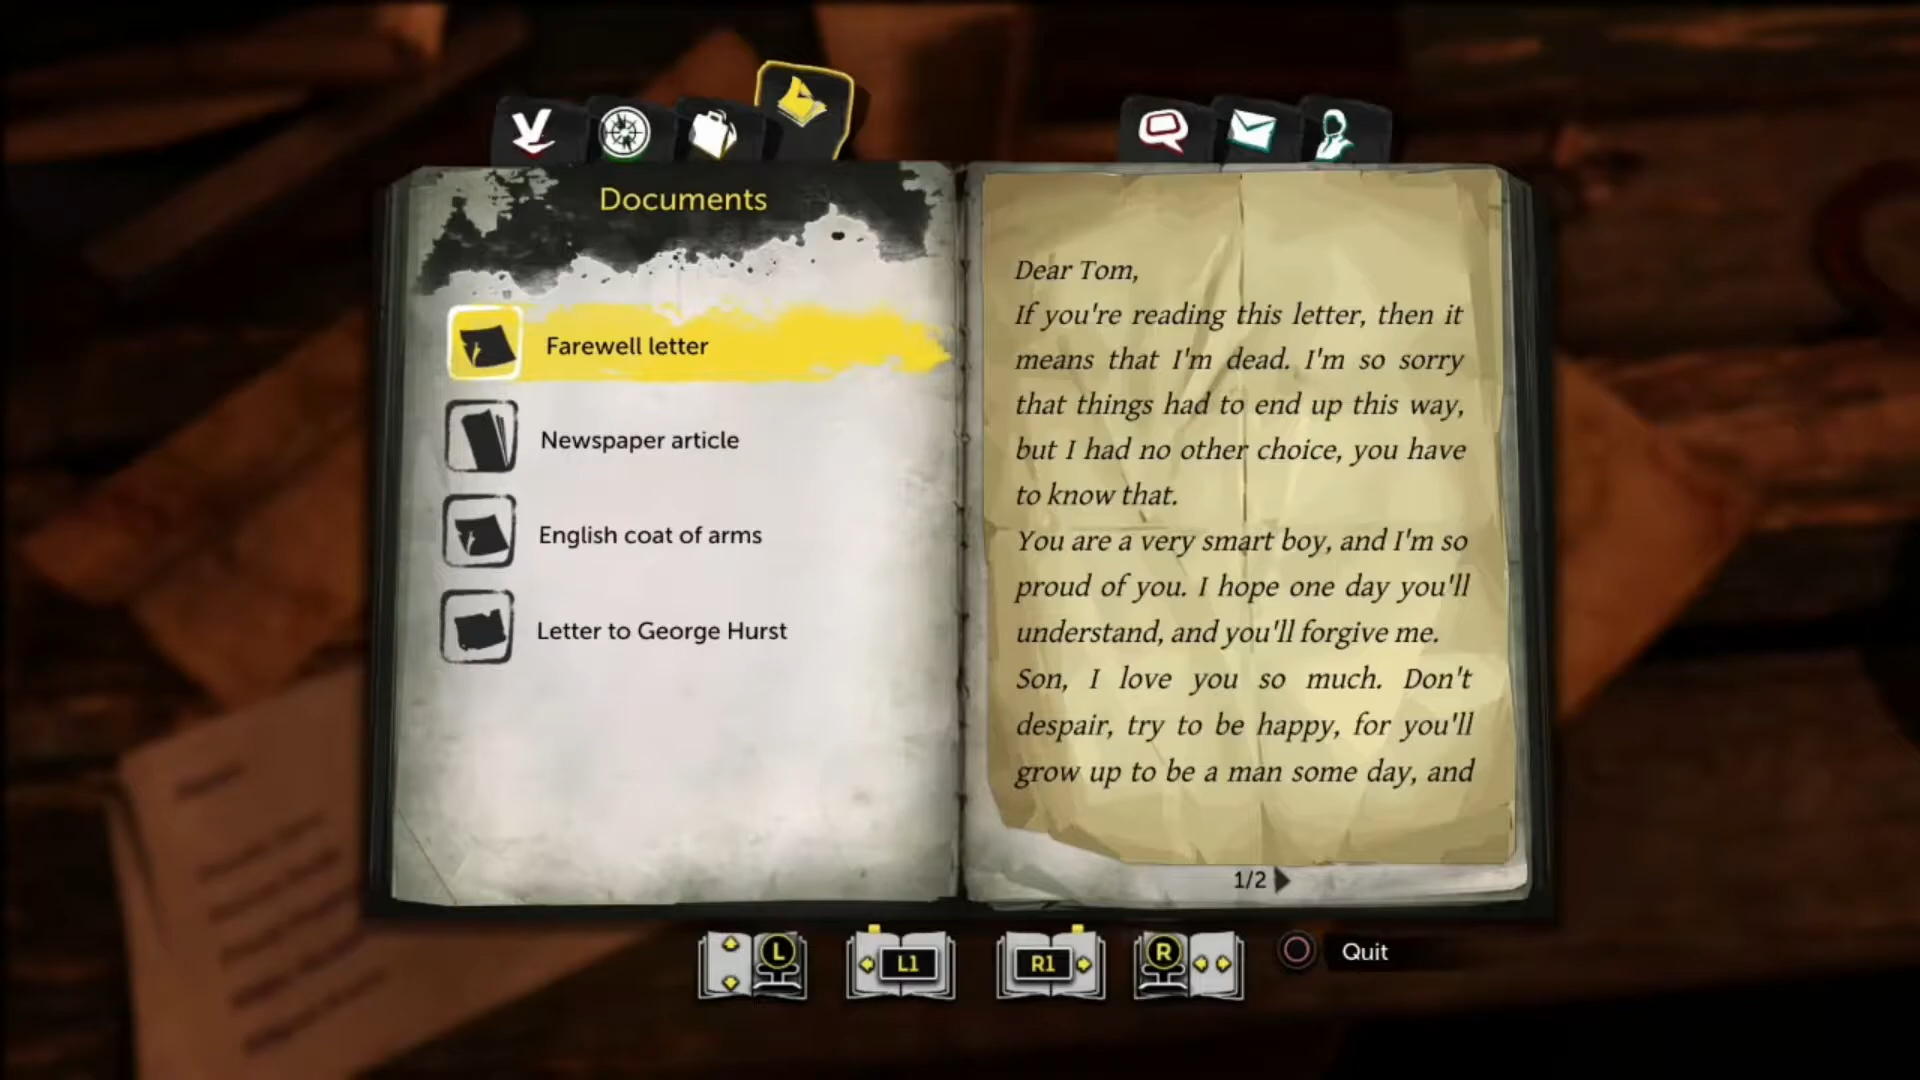 Documents
Farewell letter
Newspaper article
English coat of arms
Letter to George Hurst
Dear Tom,
If you're reading this letter, then it
means that I'm dead. I'm so sorry
that things had to end up this way,
but I had no other choice, you have
to know that.
You are a very smart boy, and I'm so
proud of you. I hope one day you'll
understand, and you'll forgive me.
Son, I love you so much. Don't
despair, try to be happy, for you'll
grow up to be a man some day, and
1/2
L
L1
R1
R
Quit